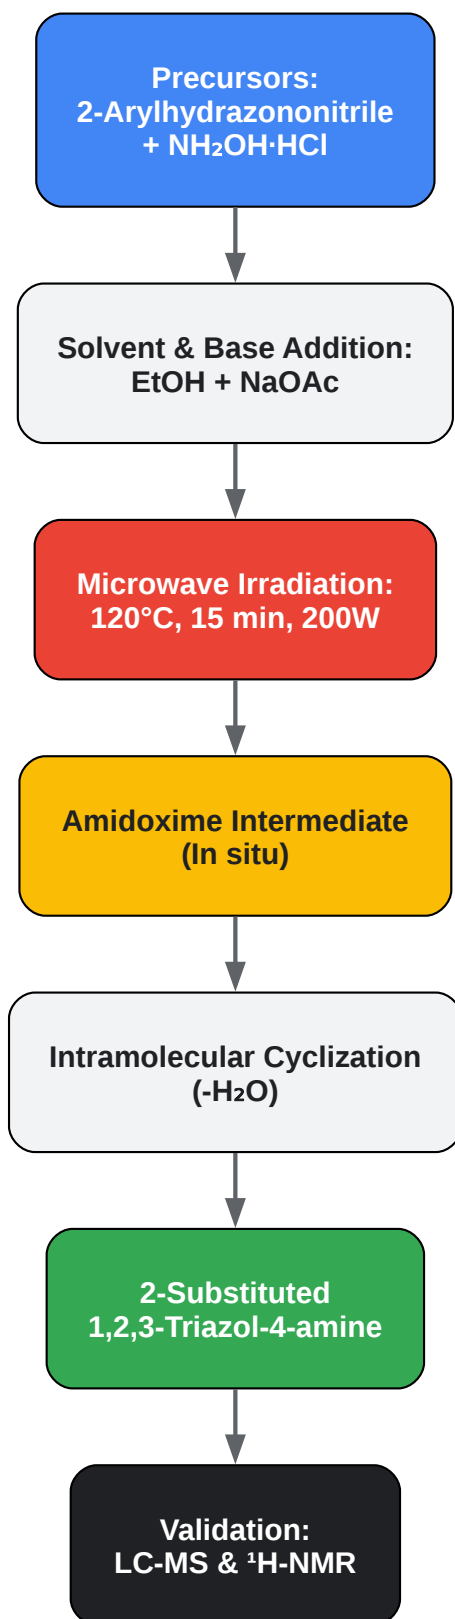 Precursors:
2-Arylhydrazononitrile
+ NH₂OH·HCl
Solvent & Base Addition:
EtOH + NaOAc
Microwave Irradiation:
120°C, 15 min, 200W
Amidoxime Intermediate
(In situ)
Intramolecular Cyclization
(-H₂O)
2-Substituted
1,2,3-Triazol-4-amine
Validation:
LC-MS & ¹H-NMR